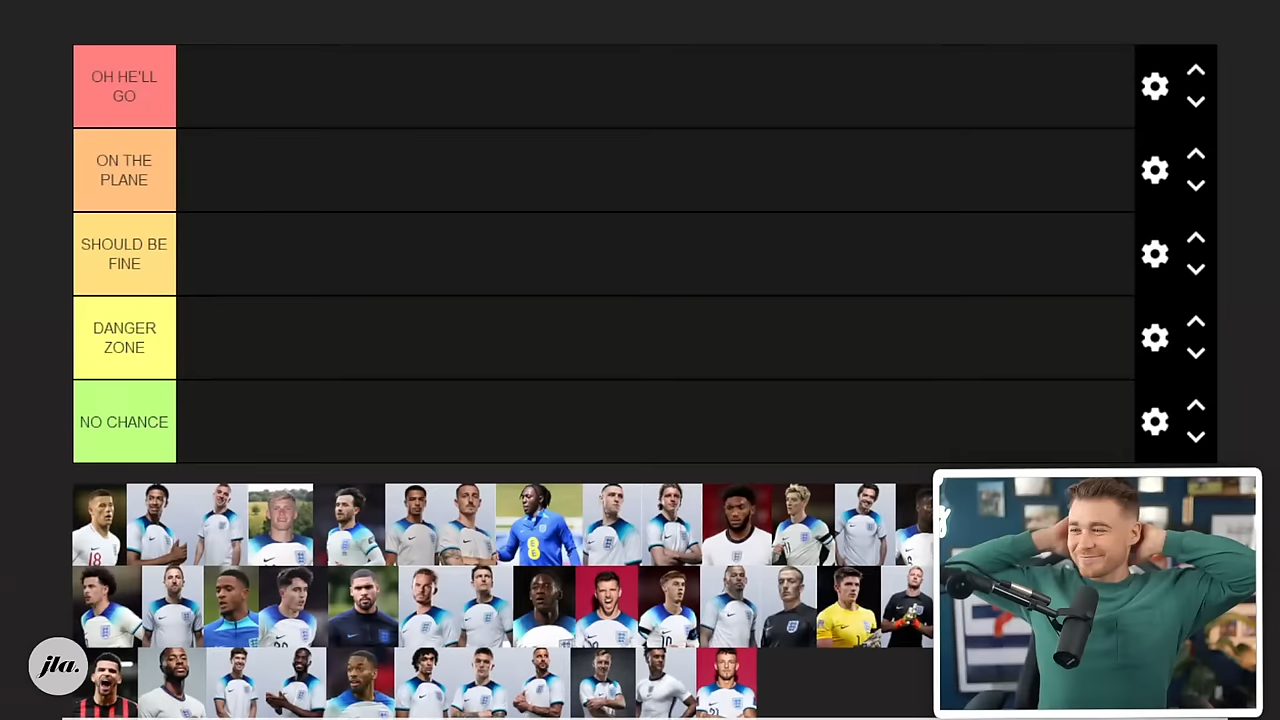 OH HE'LL
GO
ON THE
PLANE
SHOULD BE
FINE
DANGER
ZONE
NO CHANCE
jla.